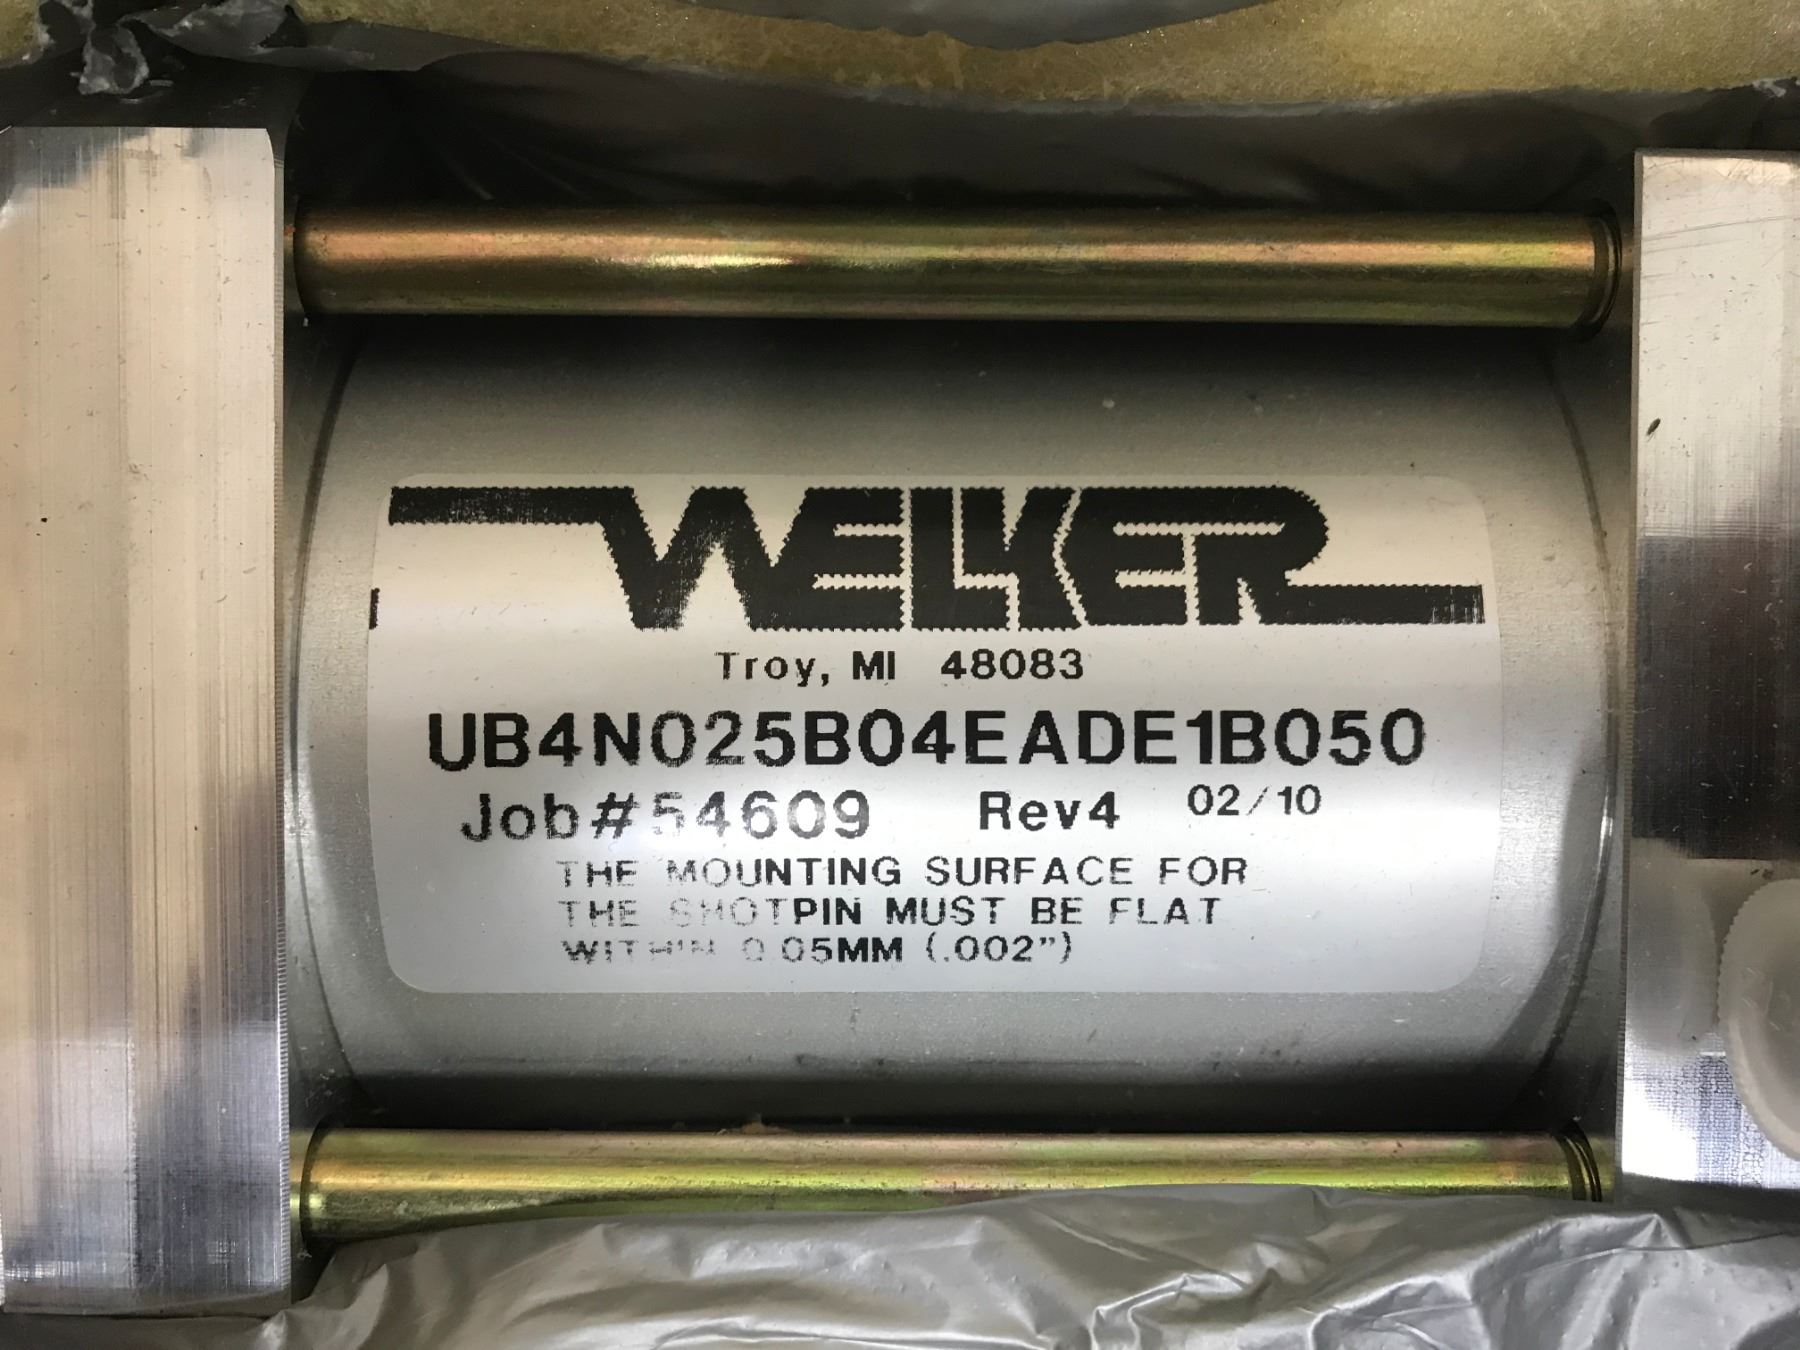 WELKER
Troy, MI 48083
UB4N025B04EADE1B050
Job#54609 Rev4 02/10
THE MOUNTING SURFACE FOR
THE SHOTPIN MUST BE FLAT
WITHIN 0.05MM (.002”)